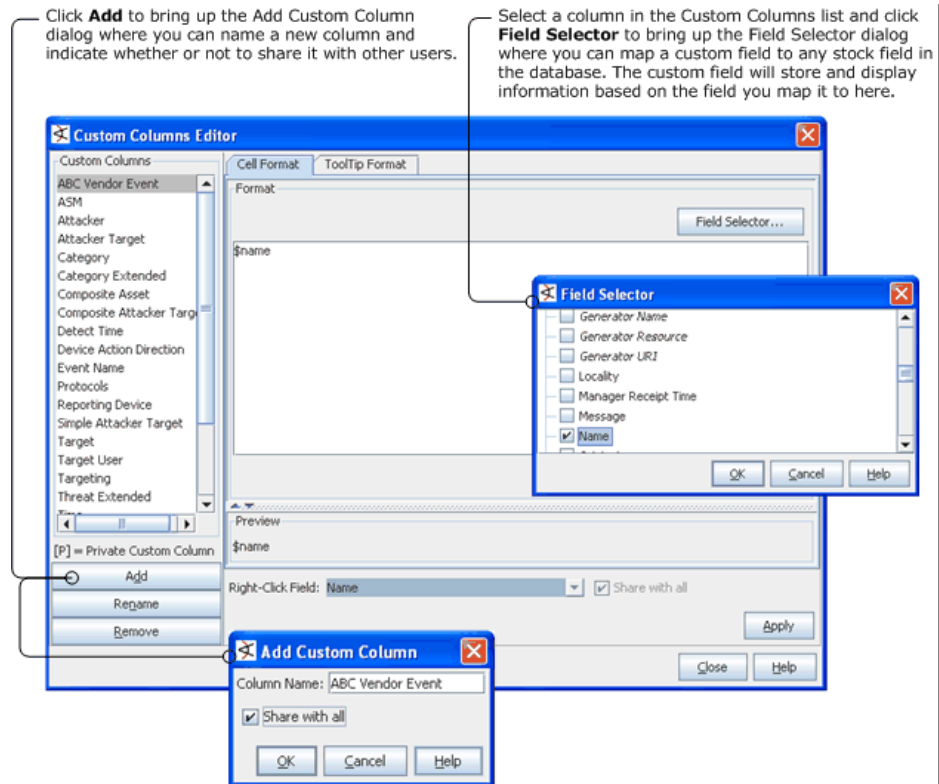 Click Add to bring up the Add Custom Column
dialog where you can name a new column and
indicate whether or not to share it with other users.
Select a column in the Custom Columns list and click
Field Selector to bring up the Field Selector dialog
where you can map a custom field to any stock field in
the database. The custom field will store and display
information based on the field you map it to here.
Custom Columns Editor
Custom Columns
ABC Vendor Event
ASM
Attacker
Attacker Target
Category
Category Extended
Composite Asset
Composite Attacker Targ
Detect Time
Device Action Direction
Event Name
Protocols
Reporting Device
Simple Attacker Target
Target
Target User
Targeting
Threat Extended
[P] = Private Custom Column
Add
Rename
Remove
Cell Format
ToolTip Format
Format
Field Selector...
$name
Field Selector
Generator Name
Generator Resource
Generator URI
Locality
Manager Receipt Time
Message
Name
OK
Cancel
Help
Preview
$name
Right-Click Field: Name
Share with all
Apply
Close
Help
Add Custom Column
Column Name: ABC Vendor Event
Share with all
OK
Cancel
Help